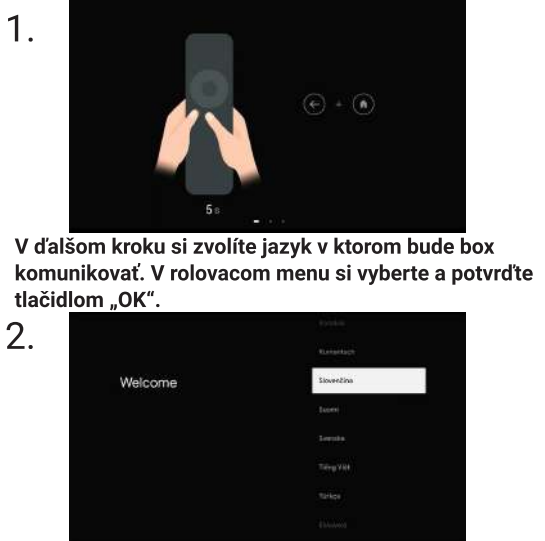 1.
5 s
V ďalšom kroku si zvolíte jazyk v ktorom bude box
komunikovať. V rolovacom menu si vyberte a potvrďte
tlačidlom „OK“.
2.
Welcome
Slovenčina
Suomi
Svenska
Tiếng Việt
Türkçe